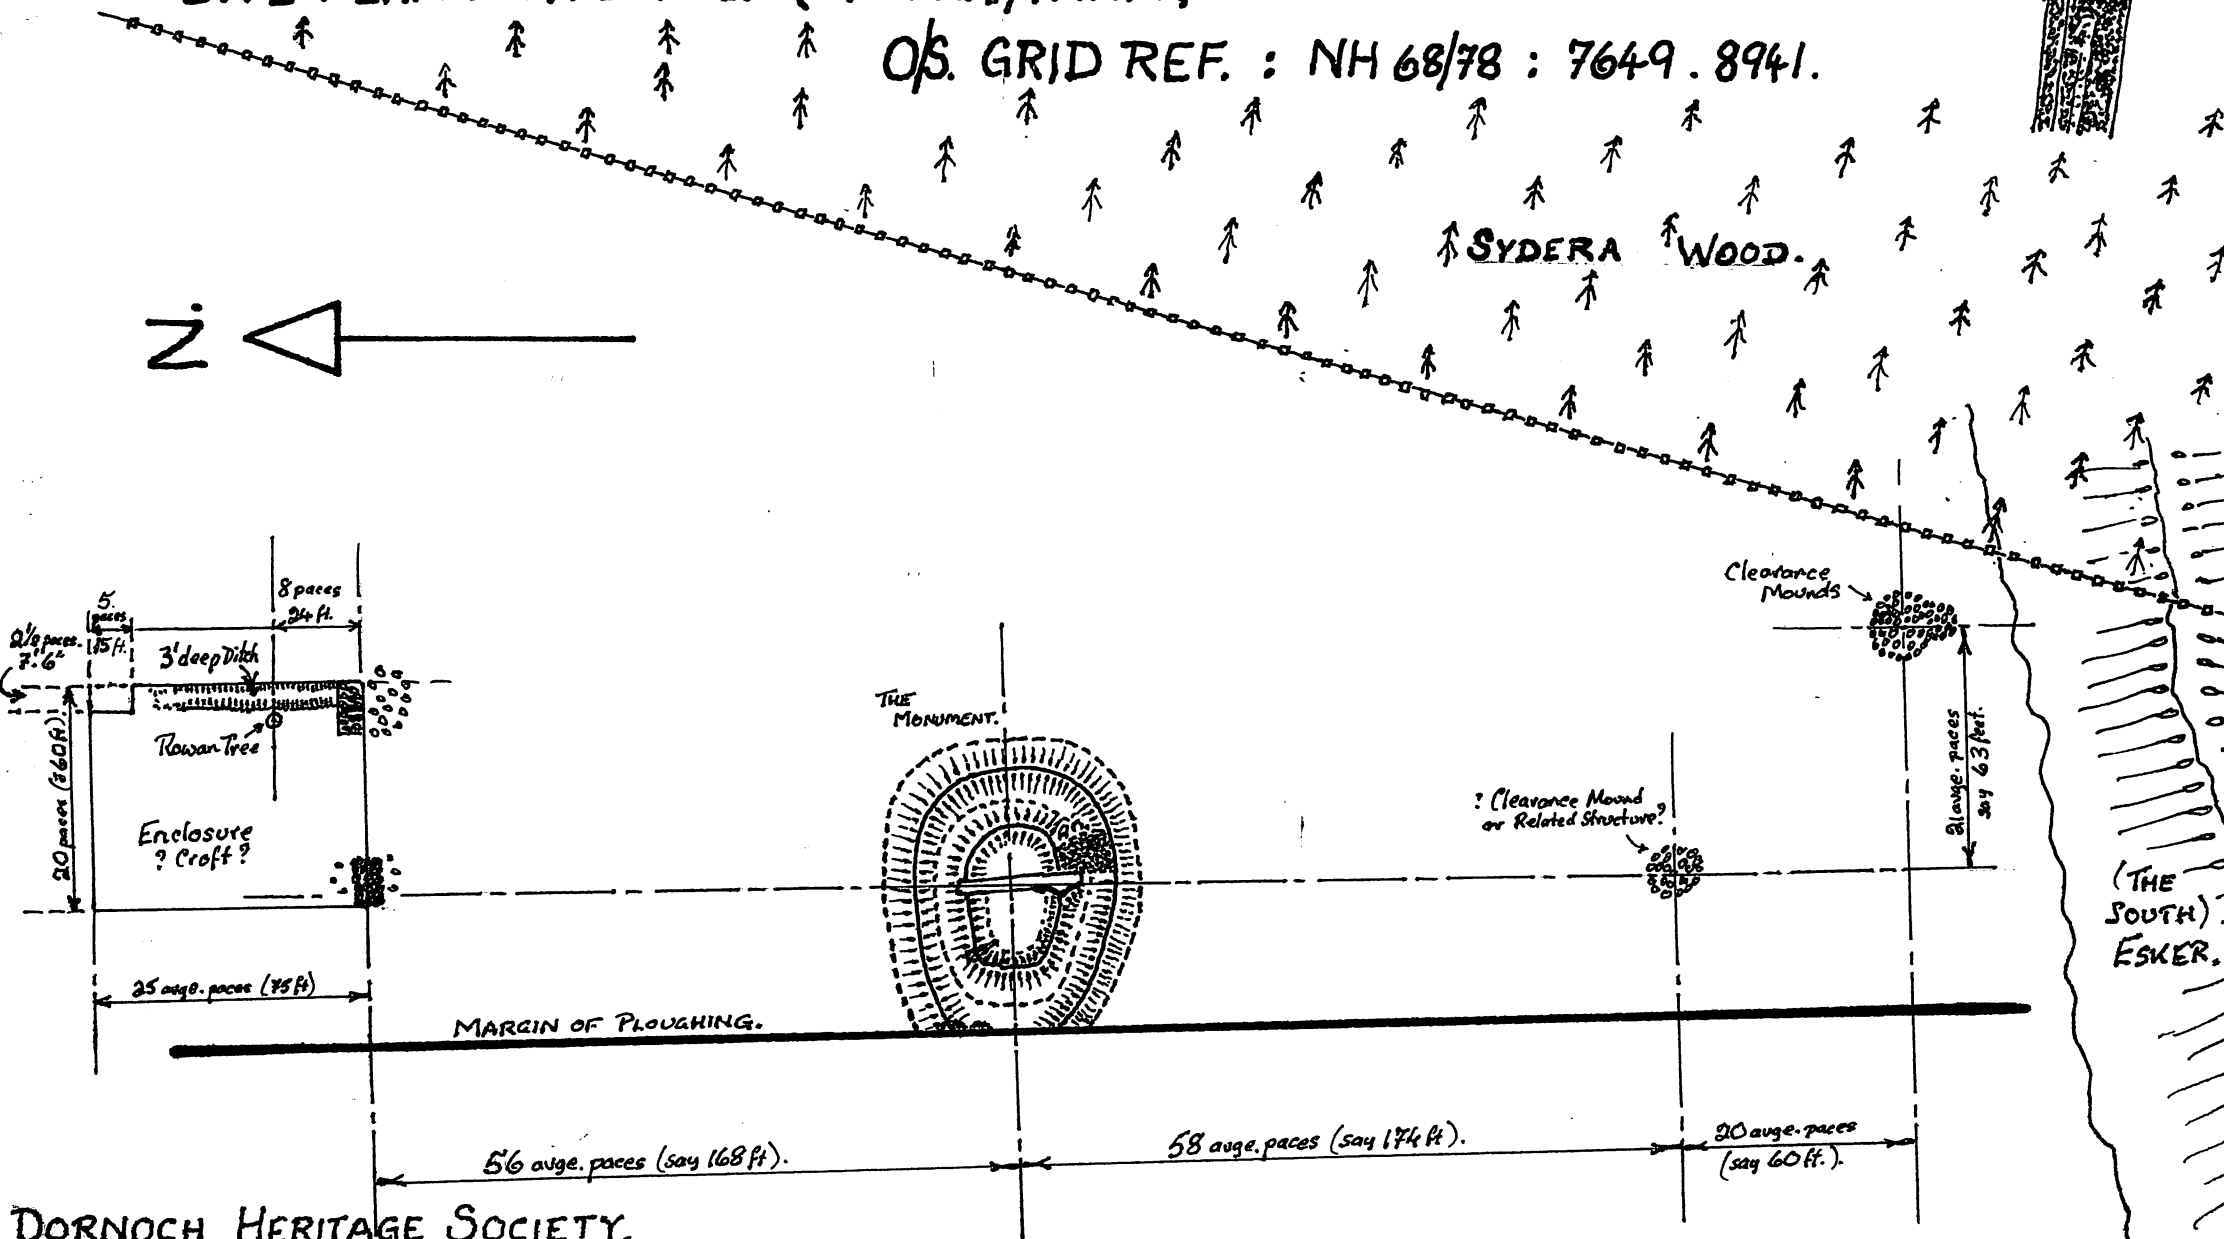 O/S. GRID REF. : NH 68/78 : 7649 . 8941.
SYDERA WOOD.
N.
Clearance
Mounds
8 paces
24 ft.
5.
paces
15 ft.
2½ paces.
7'.6"
3' deep Ditch
Rowan Tree
20 paces (≠60ft).
Enclosure
? Croft ?
THE
MONUMENT.
? Clearance Mound
or Related Structure?
21 avge. paces
say 63 feet.
(THE
SOUTH)
ESKER.
25 avge. paces (75 ft)
MARGIN OF PLOUGHING.
56 avge. paces (say 168 ft).
58 avge. paces (say 174 ft).
20 avge. paces
(say 60 ft.).
DORNOCH HERITAGE SOCIETY.